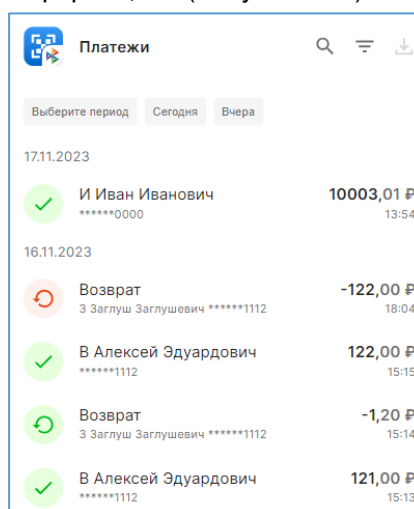 Платежи
Выберите период Сегодня Вчера
17.11.2023
И Иван Иванович 10003,01 ₽
******0000 13:54
16.11.2023
Возврат -122,00 ₽
З Заглуш Заглушевич ******1112 18:04
В Алексей Эдуардович 122,00 ₽
******1112 15:15
Возврат -1,20 ₽
З Заглуш Заглушевич ******1112 15:14
В Алексей Эдуардович 121,00 ₽
******1112 15:13